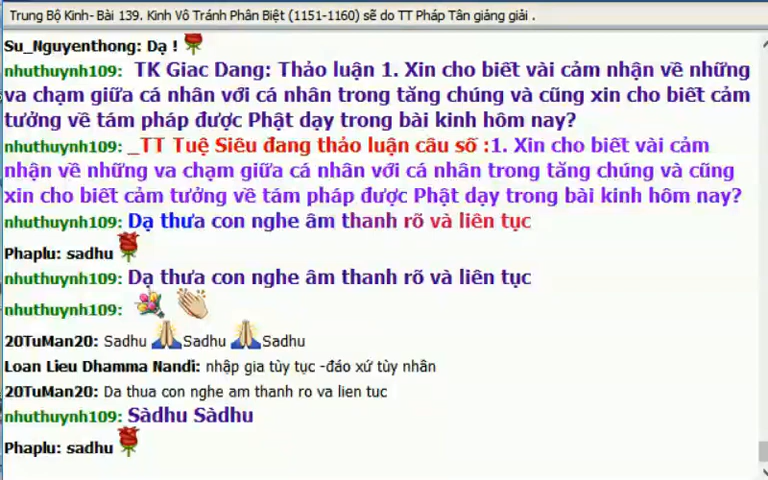 Trung Bộ Kinh- Bài 139. Kinh Vô Tránh Phân Biệt (1151-1160) sẽ do TT Pháp Tân giảng giải .
Su_Nguyenthong: Dạ !
nhuthuynh109: TK Giac Dang: Thảo luận 1. Xin cho biết vài cảm nhận về những
va chạm giữa cá nhân với cá nhân trong tăng chúng và cũng xin cho biết cảm
tưởng về tám pháp được Phật dạy trong bài kinh hôm nay?
nhuthuynh109: _TT Tuệ Siêu đang thảo luận câu số :1. Xin cho biết vài cảm
nhận về những va chạm giữa cá nhân với cá nhân trong tăng chúng và cũng
xin cho biết cảm tưởng về tám pháp được Phật dạy trong bài kinh hôm nay?
nhuthuynh109: Dạ thưa con nghe âm thanh rõ và liên tục
Phaplu: sadhu
nhuthuynh109: Dạ thưa con nghe âm thanh rõ và liên tục
nhuthuynh109:
20TuMan20: Sadhu Sadhu Sadhu
Loan Lieu Dhamma Nandi: nhập gia tùy tục -đáo xứ tùy nhân
20TuMan20: Da thua con nghe am thanh ro va lien tuc
nhuthuynh109: Sàdhu Sàdhu
Phaplu: sadhu